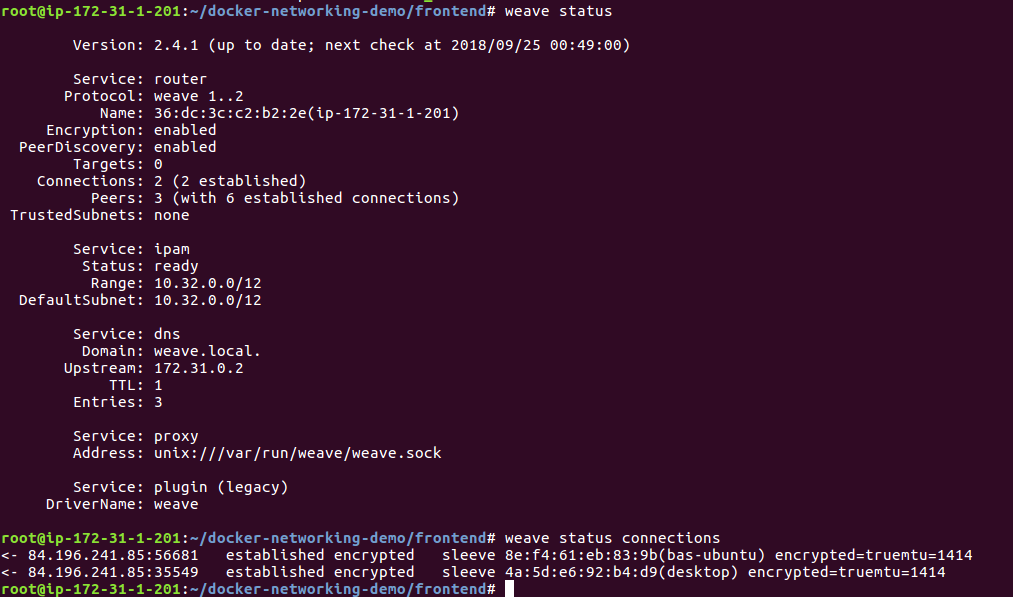 root@ip-172-31-1-201:~/docker-networking-demo/frontend# weave status
Version: 2.4.1 (up to date; next check at 2018/09/25 00:49:00)
Service: router
Protocol: weave 1..2
Name: 36:dc:3c:c2:b2:2e(ip-172-31-1-201)
Encryption: enabled
PeerDiscovery: enabled
Targets: 0
Connections: 2 (2 established)
Peers: 3 (with 6 established connections)
TrustedSubnets: none
Service: ipam
Status: ready
Range: 10.32.0.0/12
DefaultSubnet: 10.32.0.0/12
Service: dns
Domain: weave.local.
Upstream: 172.31.0.2
TTL: 1
Entries: 3
Service: proxy
Address: unix:///var/run/weave/weave.sock
Service: plugin (legacy)
DriverName: weave
root@ip-172-31-1-201:~/docker-networking-demo/frontend# weave status connections
<- 84.196.241.85:56681   established encrypted   sleeve 8e:f4:61:eb:83:9b(bas-ubuntu) encrypted=truemtu=1414
<- 84.196.241.85:35549   established encrypted   sleeve 4a:5d:e6:92:b4:d9(desktop) encrypted=truemtu=1414
root@ip-172-31-1-201:~/docker-networking-demo/frontend#